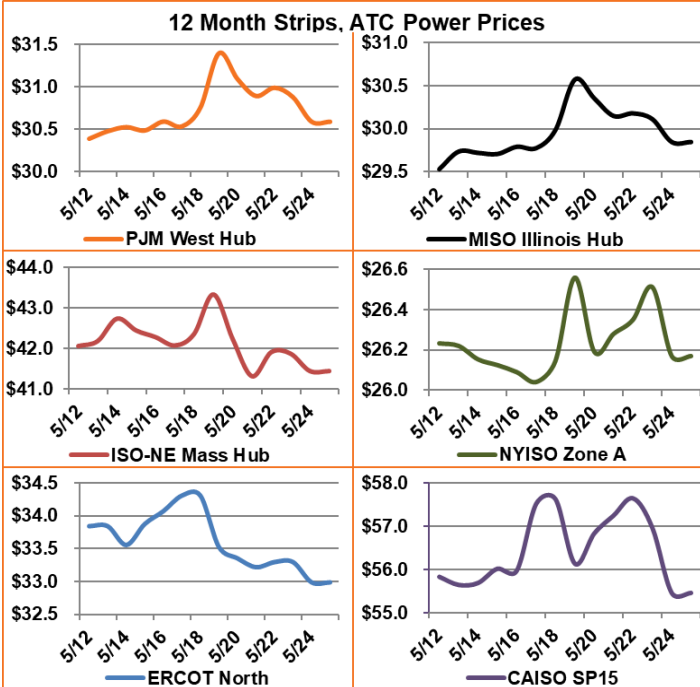 12 Month Strips, ATC Power Prices
$31.5
$31.0
$30.5
$30.0
5/12 5/14 5/16 5/18 5/20 5/22 5/24
PJM West Hub
$31.0
$30.5
$30.0
$29.5
5/12 5/14 5/16 5/18 5/20 5/22 5/24
MISO Illinois Hub
$44.0
$43.0
$42.0
$41.0
5/12 5/14 5/16 5/18 5/20 5/22 5/24
ISO-NE Mass Hub
$26.6
$26.4
$26.2
$26.0
5/12 5/14 5/16 5/18 5/20 5/22 5/24
NYISO Zone A
$34.5
$34.0
$33.5
$33.0
$32.5
5/12 5/14 5/16 5/18 5/20 5/22 5/24
ERCOT North
$58.0
$57.0
$56.0
$55.0
5/12 5/14 5/16 5/18 5/20 5/22 5/24
CAISO SP15